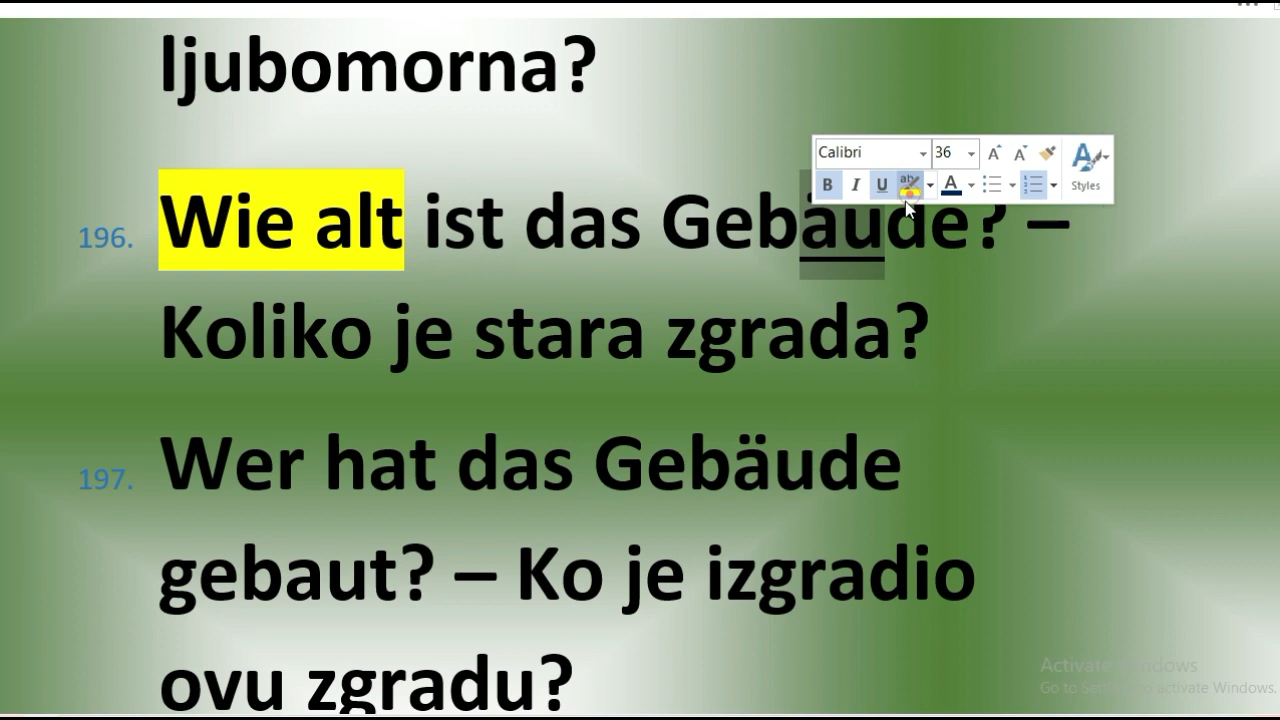 ljubomorna?
Calibri 36
B I U ab A Styles
196. Wie alt ist das Gebäude? –
Koliko je stara zgrada?
197. Wer hat das Gebäude
gebaut? – Ko je izgradio
ovu zgradu?
Activate Windows
Go to Settings to activate Windows.